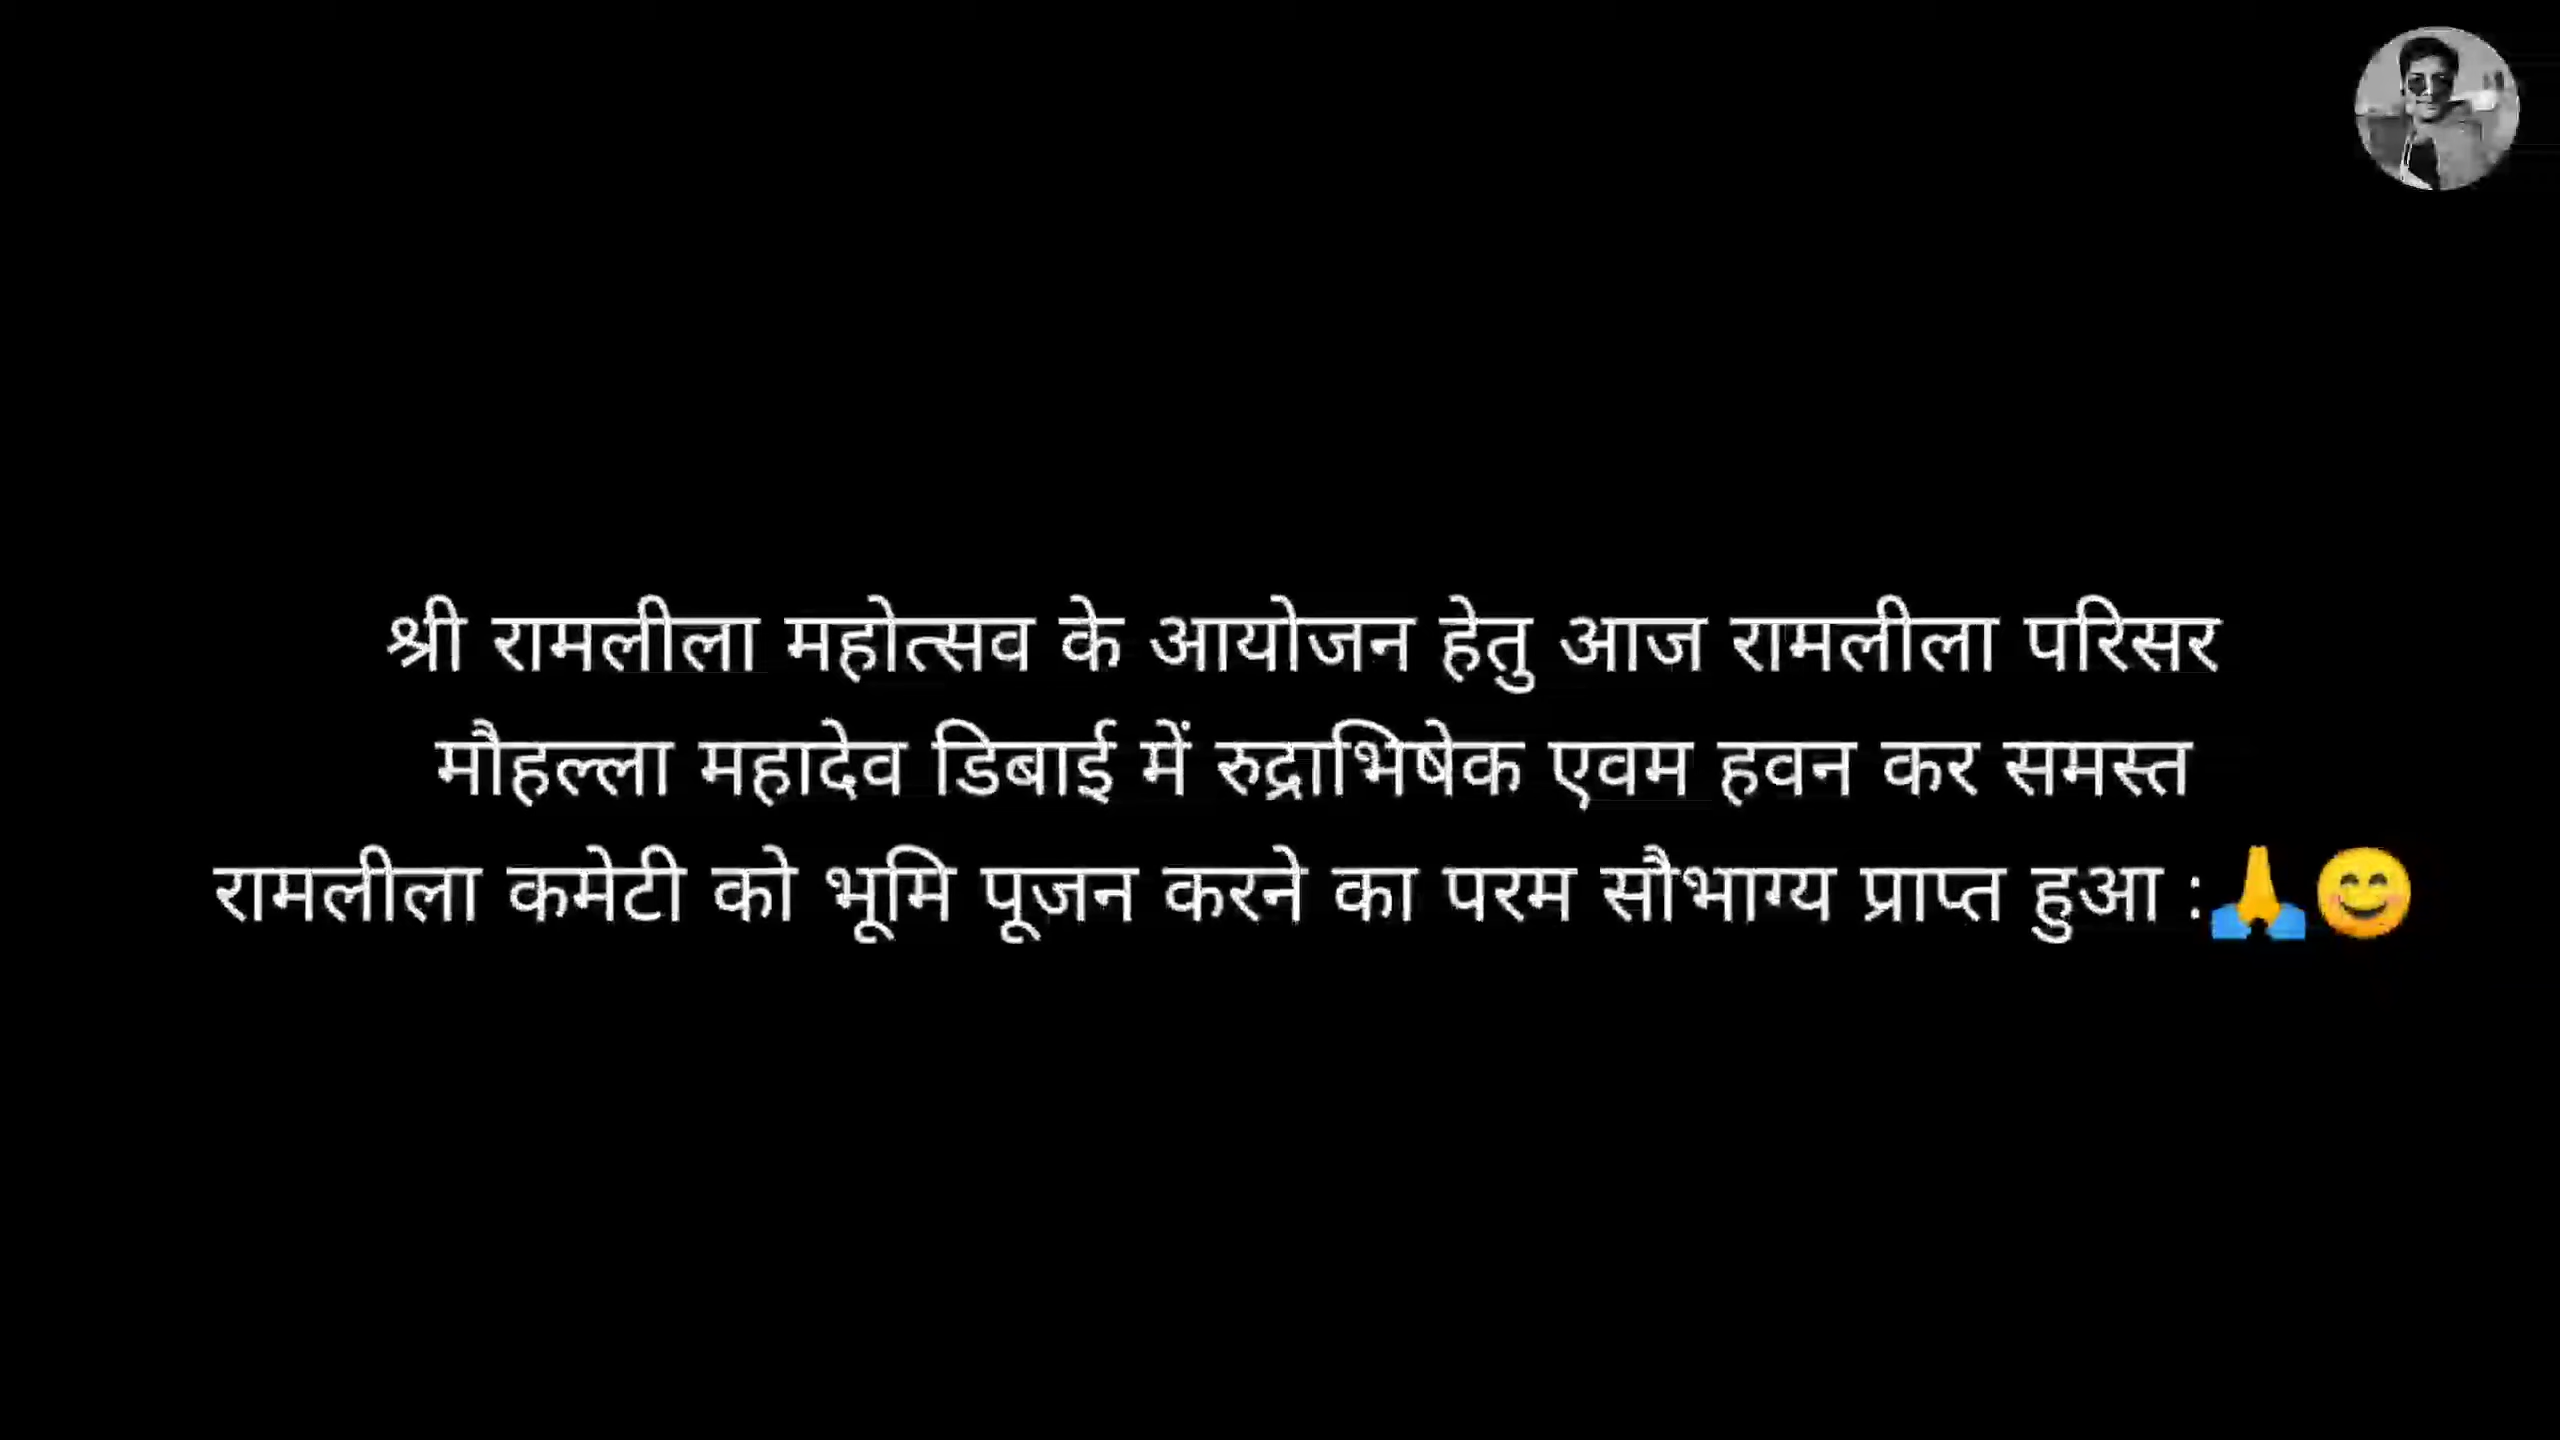 श्री रामलीला महोत्सव के आयोजन हेतु आज रामलीला परिसर
मौहल्ला महादेव डिबाई में रुद्राभिषेक एवम हवन कर समस्त
रामलीला कमेटी को भूमि पूजन करने का परम सौभाग्य प्राप्त हुआ :🙏😊